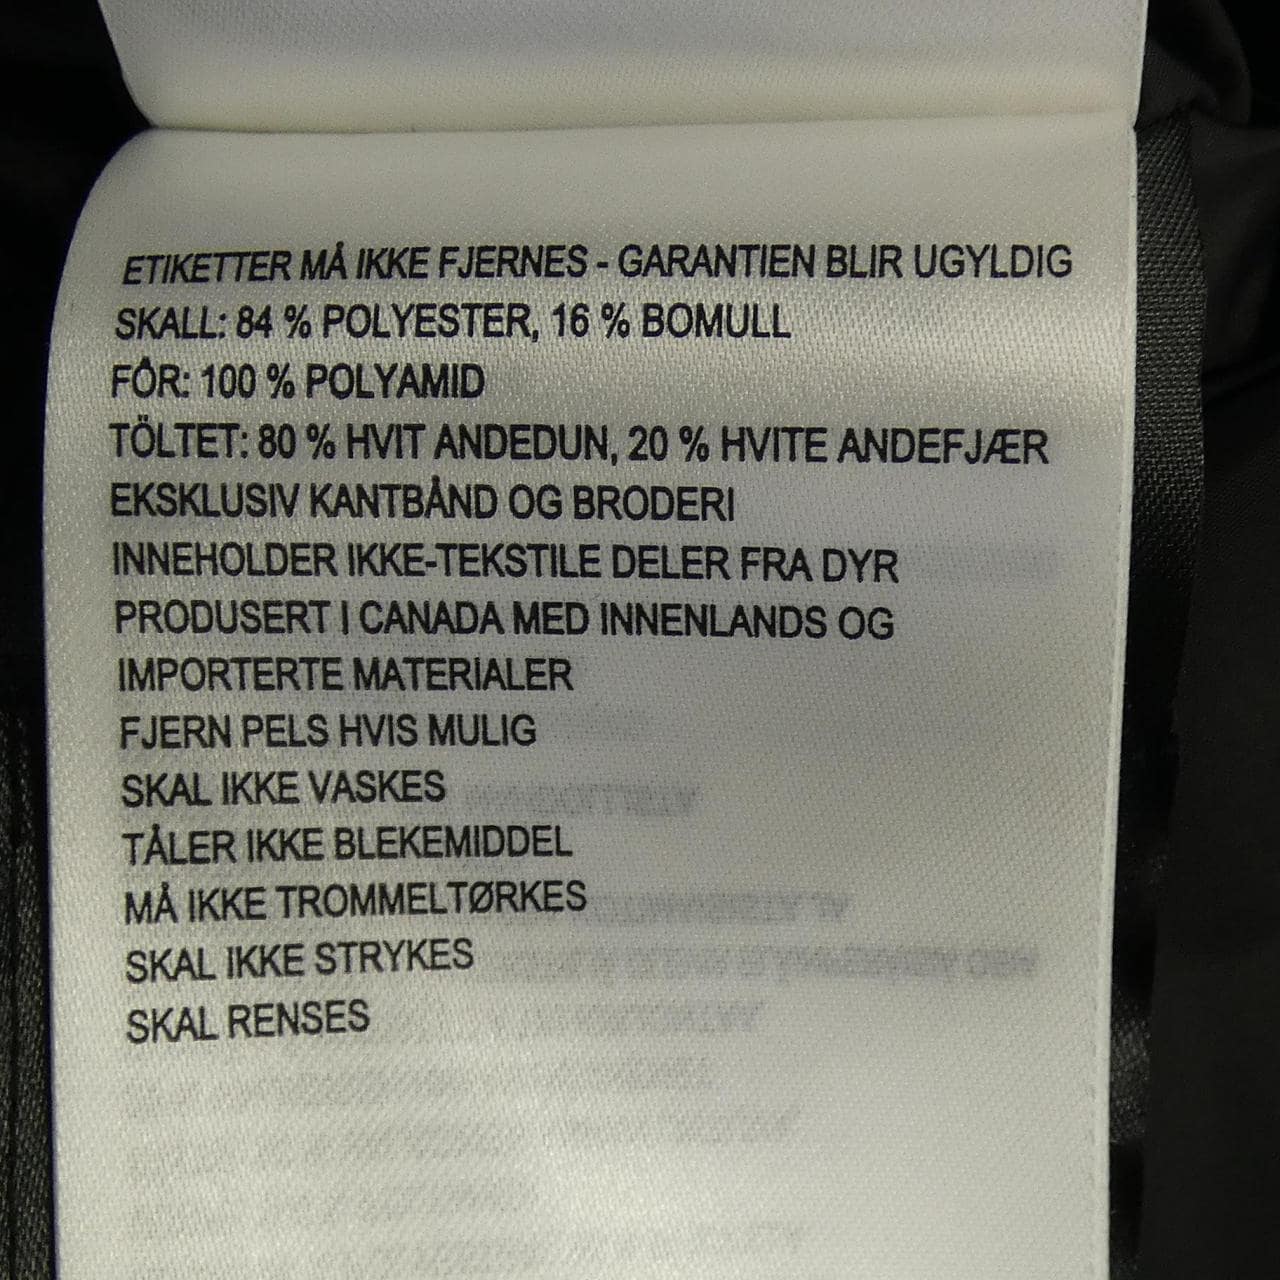 ETIKETTER MÅ IKKE FJERNES - GARANTIEN BLIR UGYLDIG
SKALL: 84 % POLYESTER, 16 % BOMULL
FÔR: 100 % POLYAMID
TÖLTET: 80 % HVIT ANDEDUN, 20 % HVITE ANDEFJÆR
EKSKLUSIV KANTBÅND OG BRODERI
INNEHOLDER IKKE-TEKSTILE DELER FRA DYR
PRODUSERT I CANADA MED INNENLANDS OG
IMPORTERTE MATERIALER
FJERN PELS HVIS MULIG
SKAL IKKE VASKES
TÅLER IKKE BLEKEMIDDEL
MÅ IKKE TROMMELTØRKES
SKAL IKKE STRYKES
SKAL RENSES